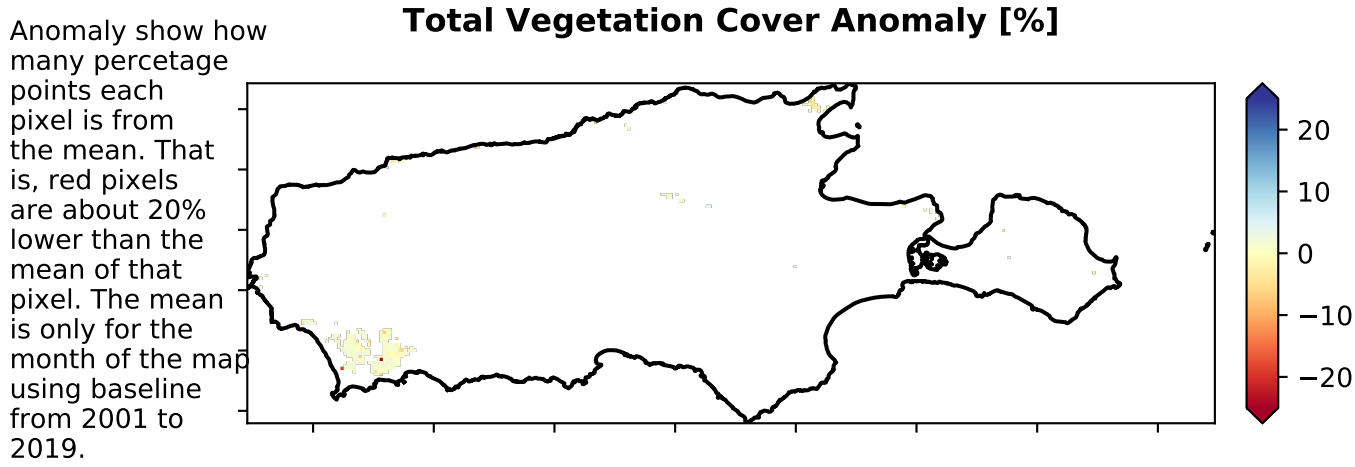 Total Vegetation Cover Anomaly [%]
Anomaly show how
many percetage
points each
pixel is from
the mean. That
is, red pixels
are about 20%
lower than the
mean of that
pixel. The mean
is only for the
month of the map
using baseline
from 2001 to
2019.
20
10
0
−10
−20